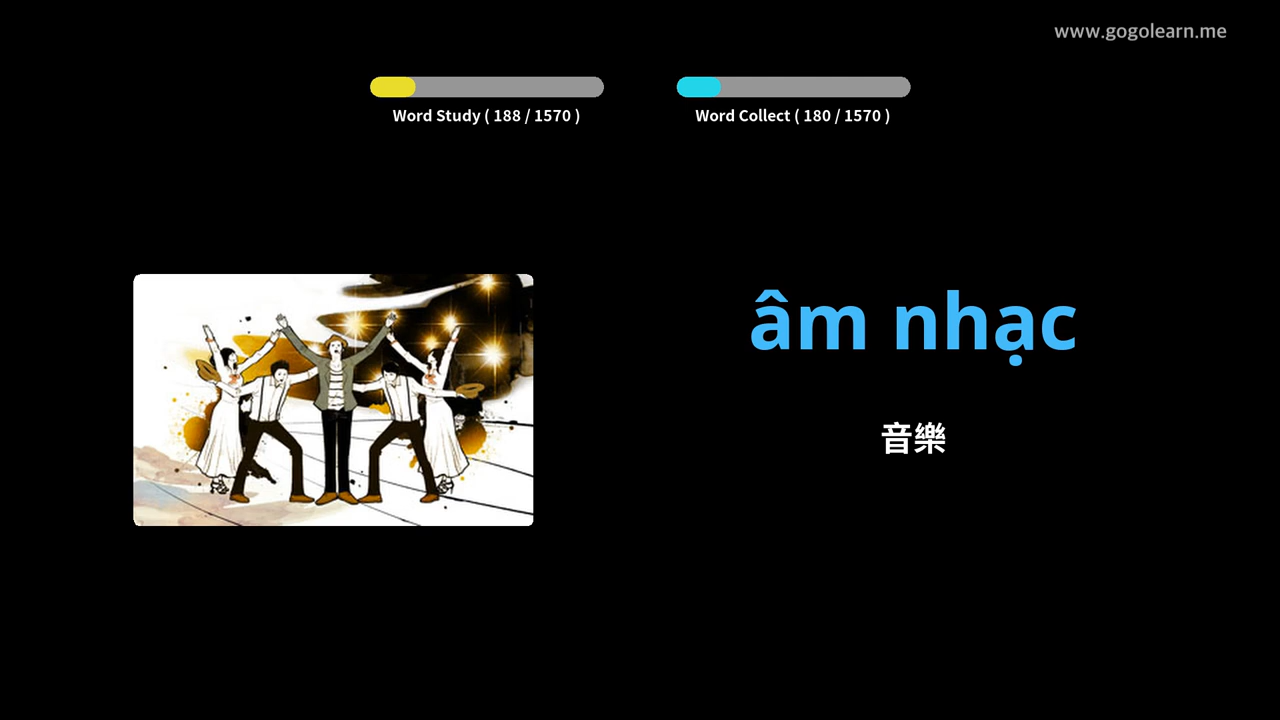 www.gogolearn.me
Word Study ( 188 / 1570 )
Word Collect ( 180 / 1570 )
âm nhạc
音樂